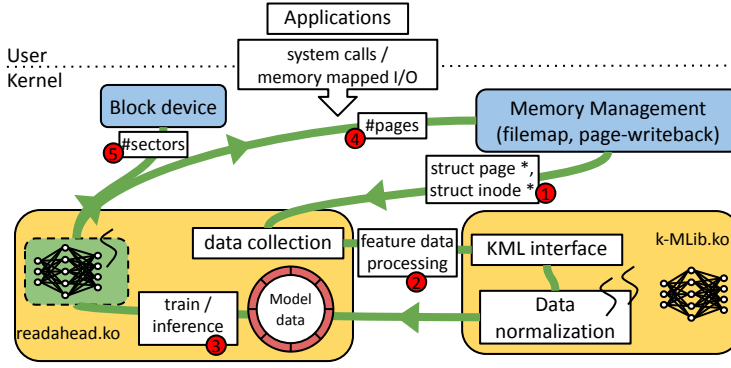 Applications
User
Kernel
system calls /
memory mapped I/O
Block device
Memory Management
(filemap, page-writeback)
#sectors
5
#pages
4
struct page *,
struct inode *
1
data collection
feature data
processing
2
KML interface
k-MLib.ko
Data
normalization
Model
data
train /
inference
3
readahead.ko